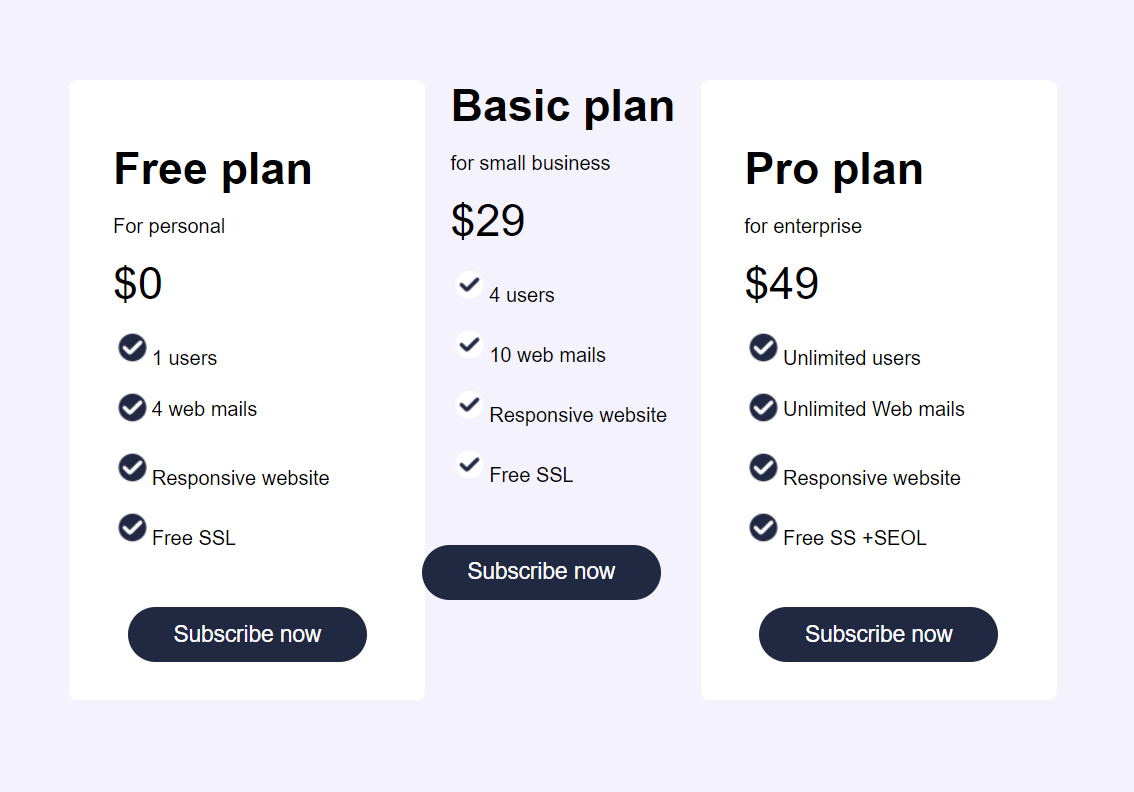 Free plan
For personal
$0
1 users
4 web mails
Responsive website
Free SSL
Subscribe now
Basic plan
for small business
$29
4 users
10 web mails
Responsive website
Free SSL
Subscribe now
Pro plan
for enterprise
$49
Unlimited users
Unlimited Web mails
Responsive website
Free SS +SEOL
Subscribe now